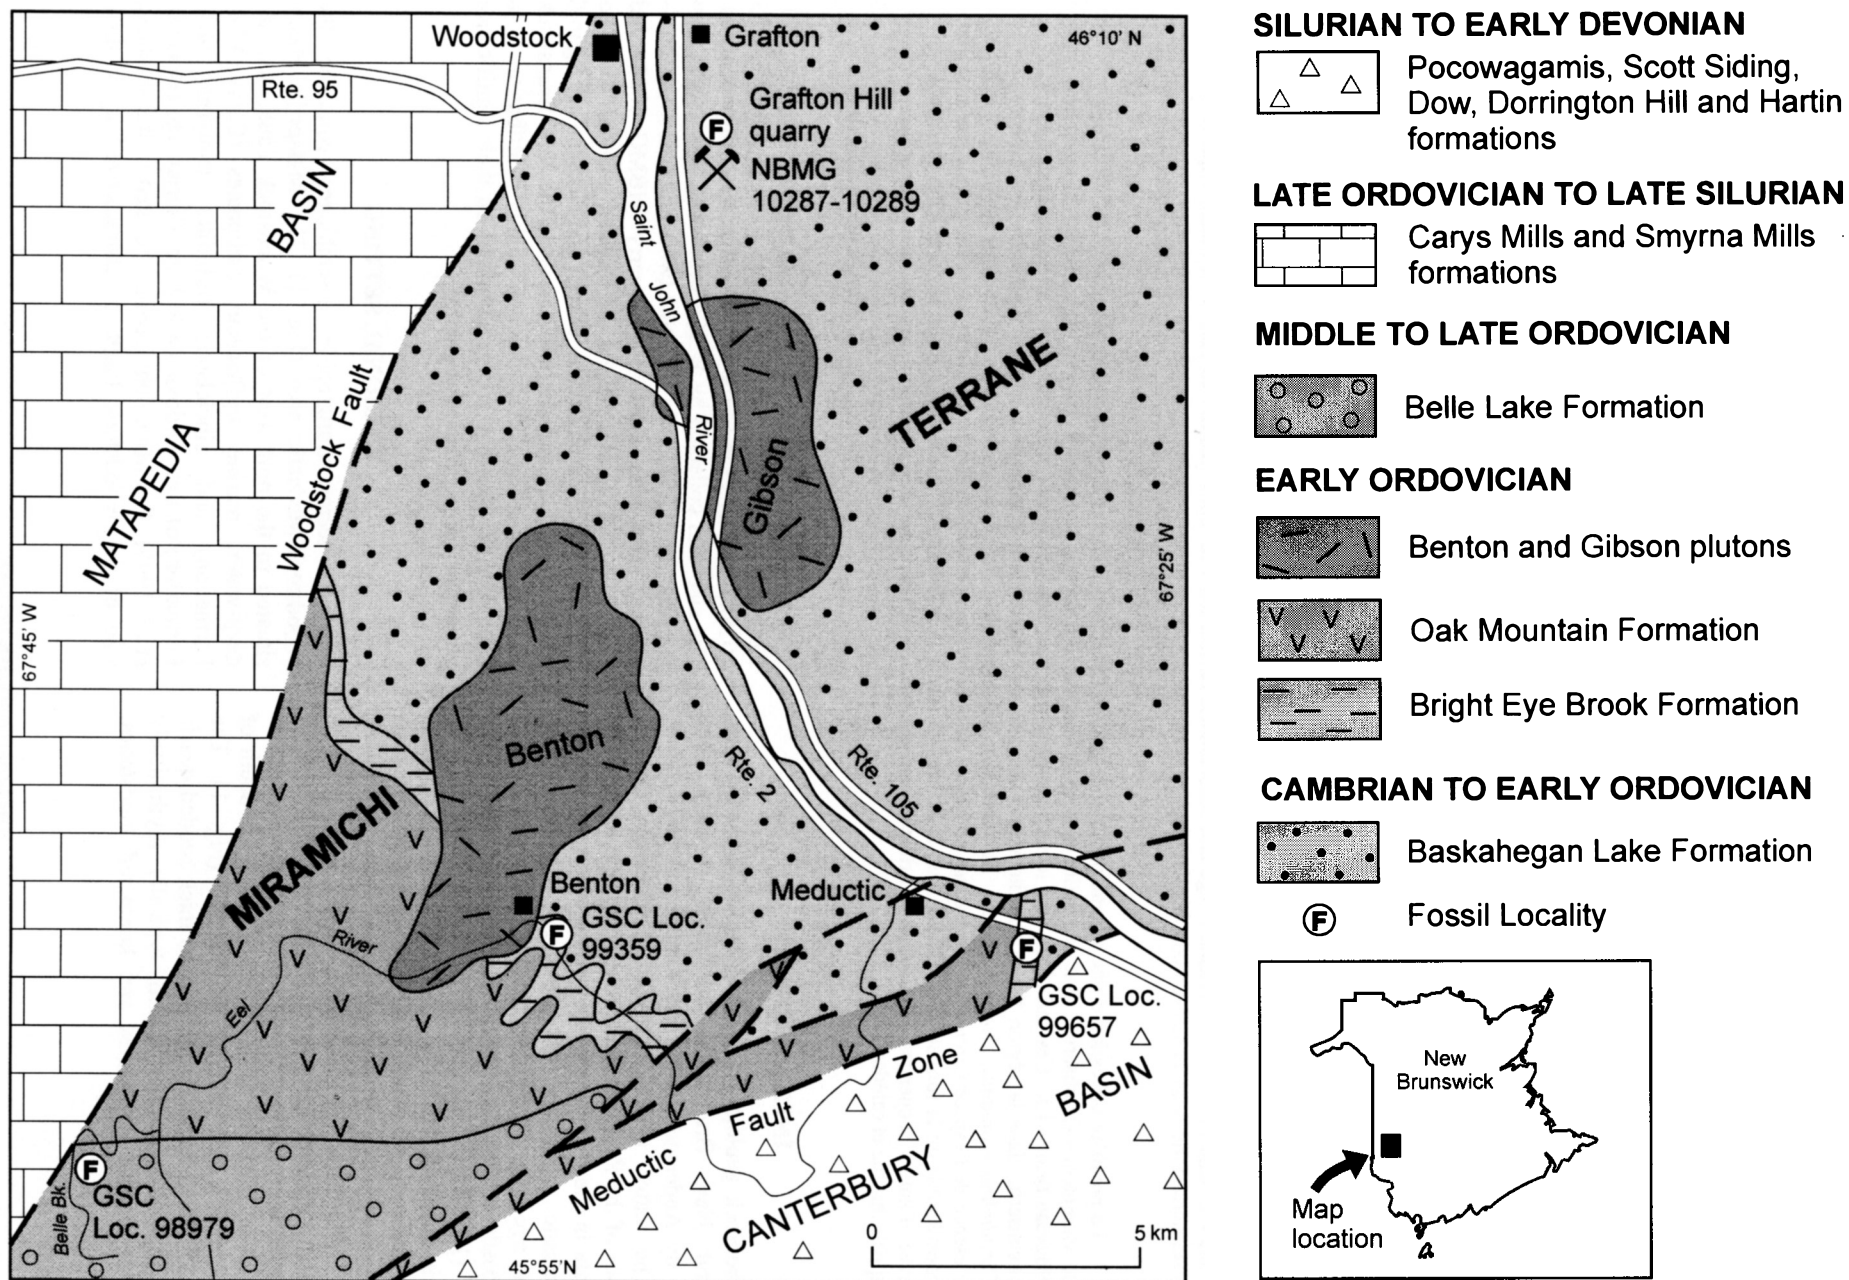 Woodstock
Grafton
46°10' N
Rte. 95
Grafton Hill
quarry
NBMG
10287-10289
F
BASIN
Saint
John
River
TERRANE
Woodstock Fault
MATAPEDIA
Gibson
67°25' W
67°45' W
Benton
Rte. 2
Rte. 105
MIRAMICHI
Benton
GSC Loc.
99359
F
Meductic
F
River
Eel
GSC Loc.
99657
Zone
BASIN
Fault
Meductic
CANTERBURY
F
GSC
Loc. 98979
Belle Bk.
45°55'N
0
5 km
SILURIAN TO EARLY DEVONIAN
Pocowagamis, Scott Siding,
Dow, Dorrington Hill and Hartin
formations
LATE ORDOVICIAN TO LATE SILURIAN
Carys Mills and Smyrna Mills
formations
MIDDLE TO LATE ORDOVICIAN
Belle Lake Formation
EARLY ORDOVICIAN
Benton and Gibson plutons
Oak Mountain Formation
Bright Eye Brook Formation
CAMBRIAN TO EARLY ORDOVICIAN
Baskahegan Lake Formation
F
Fossil Locality
New
Brunswick
Map
location